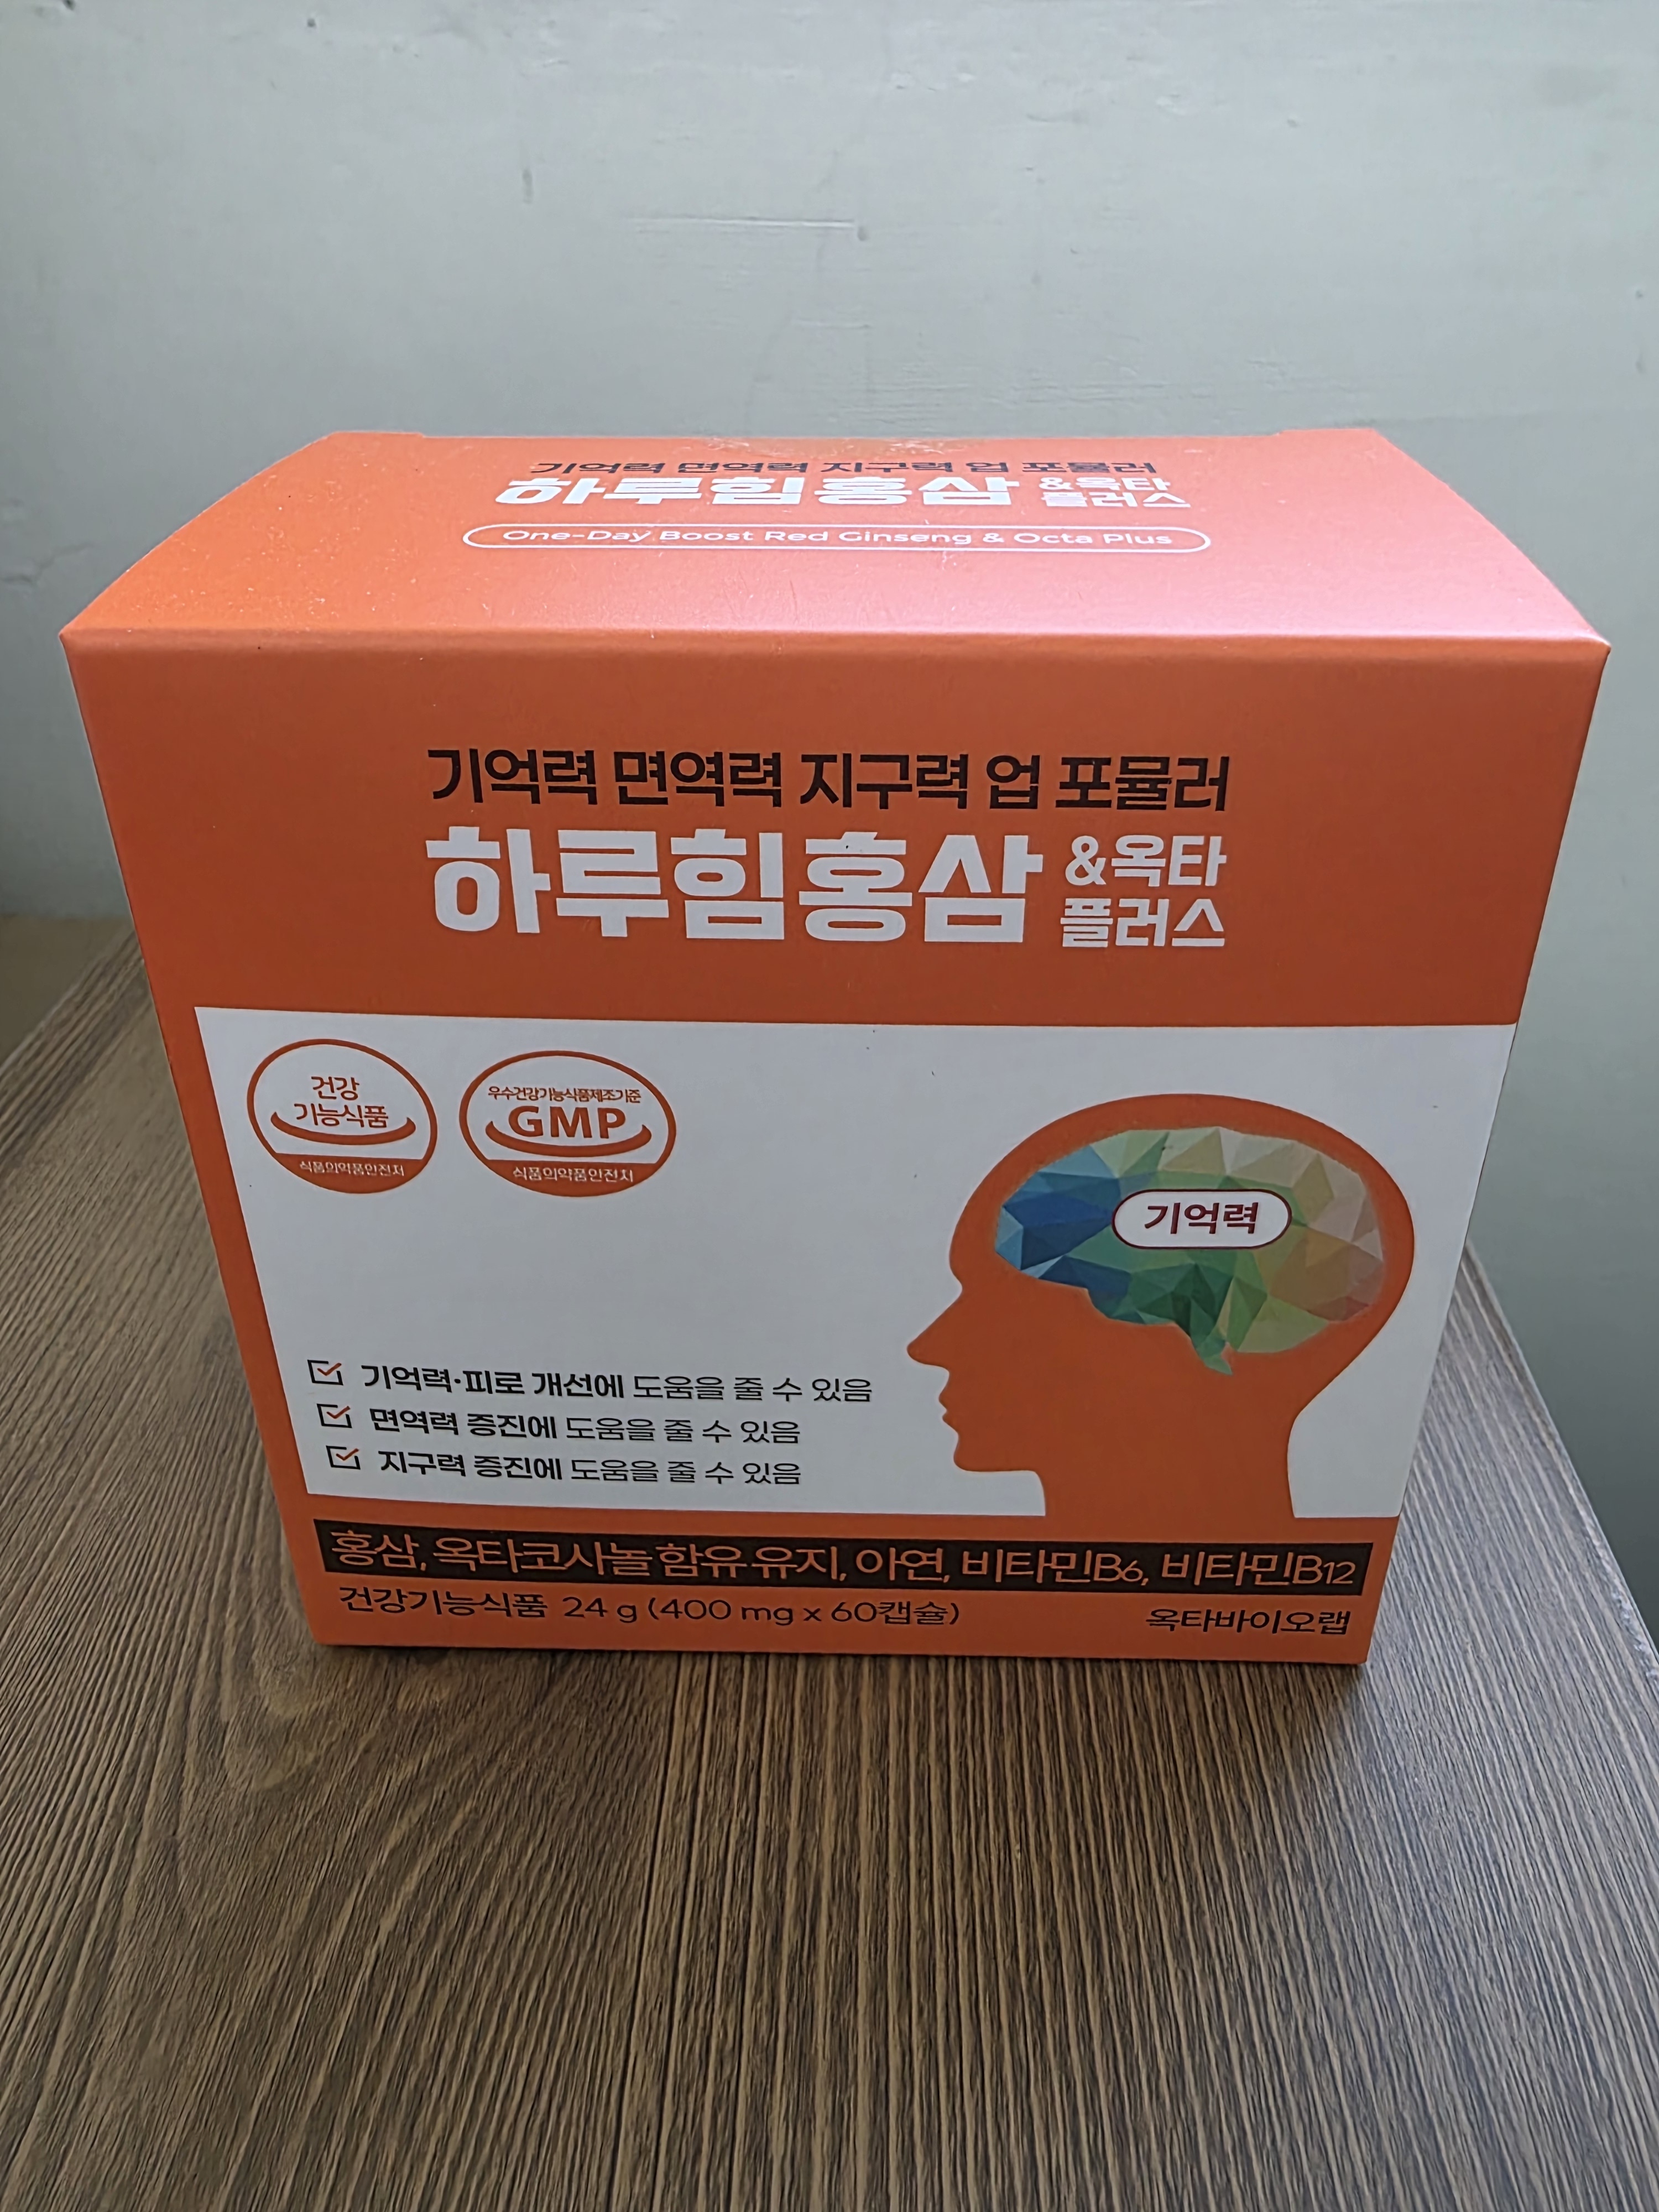 기억력 면역력 지구력 업 포뮬러
하루힘홍삼 &옥타
플러스
One-Day Boost Red Ginseng & Octa Plus
기억력 면역력 지구력 업 포뮬러
하루힘홍삼 &옥타
플러스
건강
기능식품
식품의약품안전처
우수건강기능식품제조기준
GMP
식품의약품안전처
기억력
기억력·피로 개선에 도움을 줄 수 있음
면역력 증진에 도움을 줄 수 있음
지구력 증진에 도움을 줄 수 있음
홍삼, 옥타코사놀 함유 유지, 아연, 비타민B6, 비타민B12
건강기능식품 24 g (400 mg x 60캡슐)
옥타바이오랩